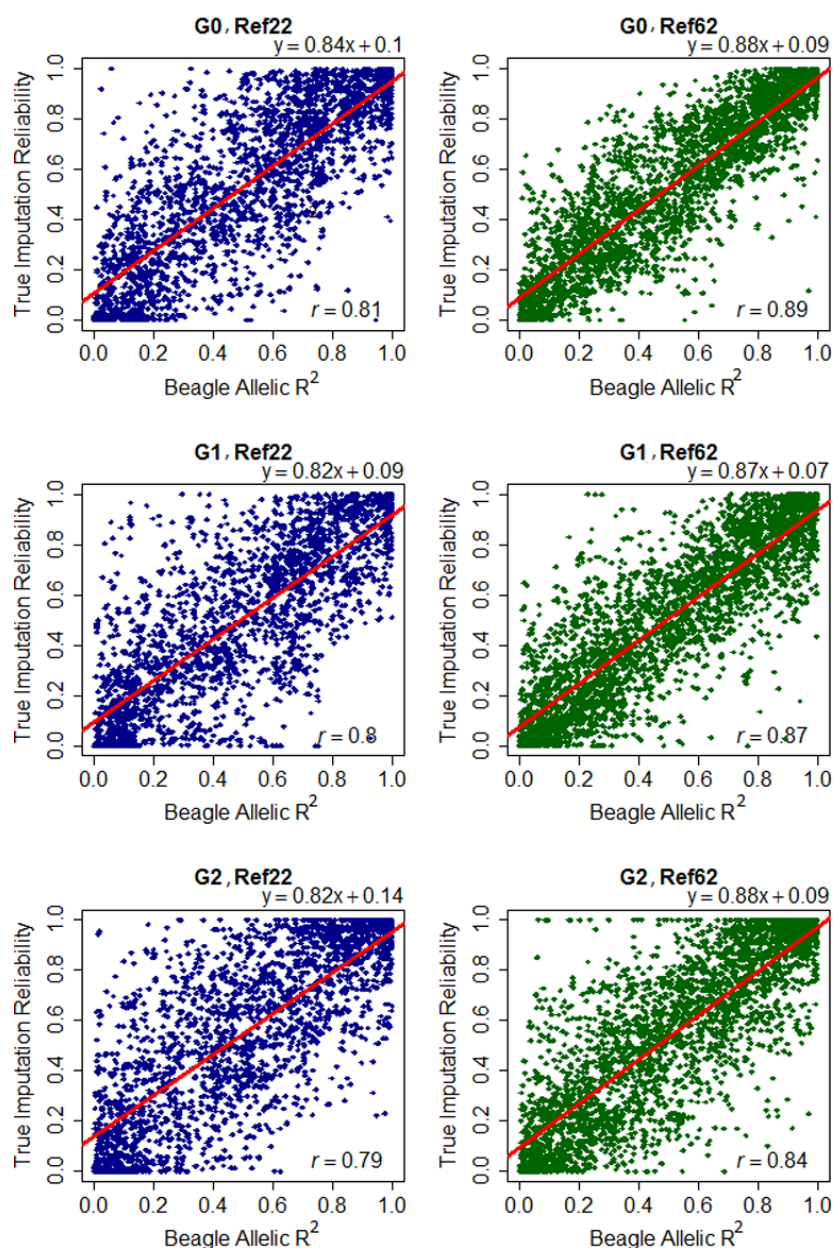 G0, Ref22
y = 0.84x + 0.1
True Imputation Reliability
0.0 0.2 0.4 0.6 0.8 1.0
2
r = 0.81
0.0 0.2 0.4 0.6 0.8 1.0
Beagle Allelic R²
G0, Ref62
y = 0.88x + 0.09
True Imputation Reliability
0.0 0.2 0.4 0.6 0.8 1.0
r = 0.89
0.0 0.2 0.4 0.6 0.8 1.0
Beagle Allelic R²
G1, Ref22
y = 0.82x + 0.09
True Imputation Reliability
0.0 0.2 0.4 0.6 0.8 1.0
r = 0.8
0.0 0.2 0.4 0.6 0.8 1.0
Beagle Allelic R²
G1, Ref62
y = 0.87x + 0.07
True Imputation Reliability
0.0 0.2 0.4 0.6 0.8 1.0
r = 0.87
0.0 0.2 0.4 0.6 0.8 1.0
Beagle Allelic R²
G2, Ref22
y = 0.82x + 0.14
True Imputation Reliability
0.0 0.2 0.4 0.6 0.8 1.0
r = 0.79
0.0 0.2 0.4 0.6 0.8 1.0
Beagle Allelic R²
G2, Ref62
y = 0.88x + 0.09
True Imputation Reliability
0.0 0.2 0.4 0.6 0.8 1.0
r = 0.84
0.0 0.2 0.4 0.6 0.8 1.0
Beagle Allelic R²